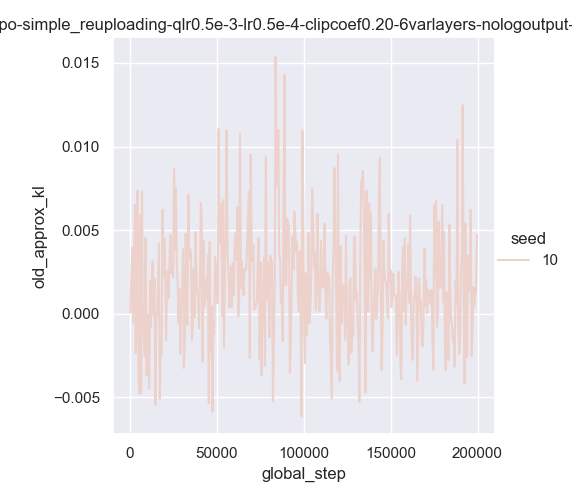 po-simple_reuploading-qlr0.5e-3-lr0.5e-4-clipcoef0.20-6varlayers-nologoutput-
0.015
0.010
0.005
0.000
−0.005
old_approx_kl
0
50000
100000
150000
200000
global_step
seed
10